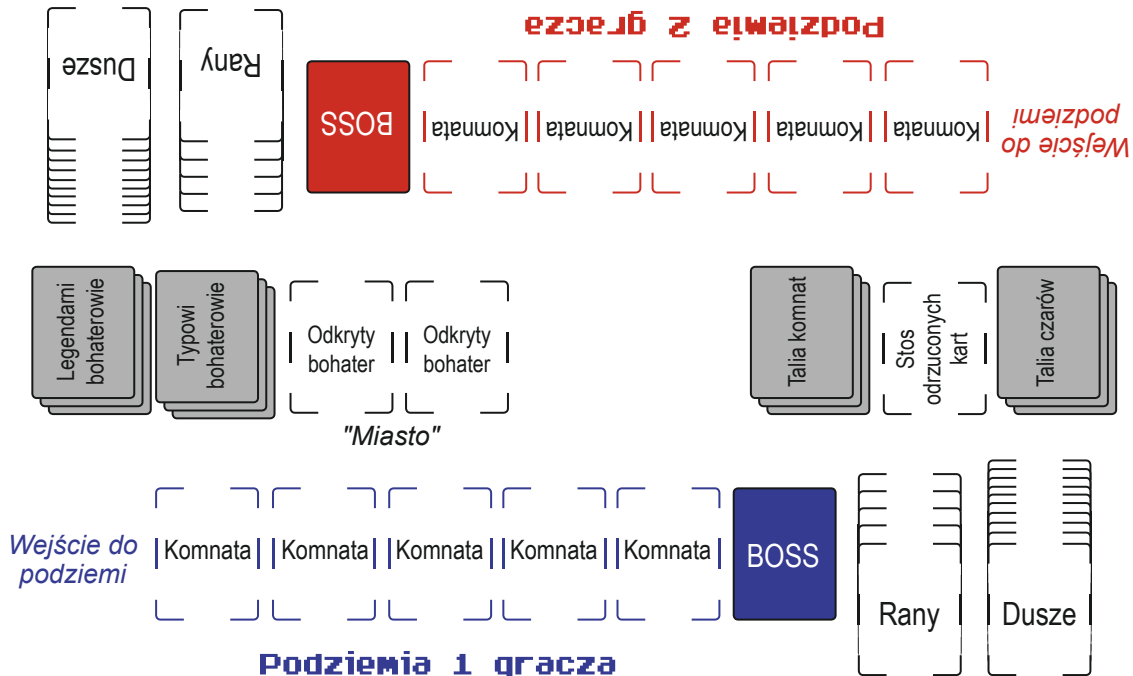 Podziemia 2 gracza
Dusze
Rany
BOSS
Komnata
Komnata
Komnata
Komnata
Komnata
Wejście do
podziemi
Legendami
bohaterowie
Typowi
bohaterowie
Odkryty
bohater
Odkryty
bohater
"Miasto"
Talia komnat
Stos
odrzuconych
kart
Talia czarów
Wejście do
podziemi
Komnata
Komnata
Komnata
Komnata
Komnata
BOSS
Rany
Dusze
Podziemia 1 gracza